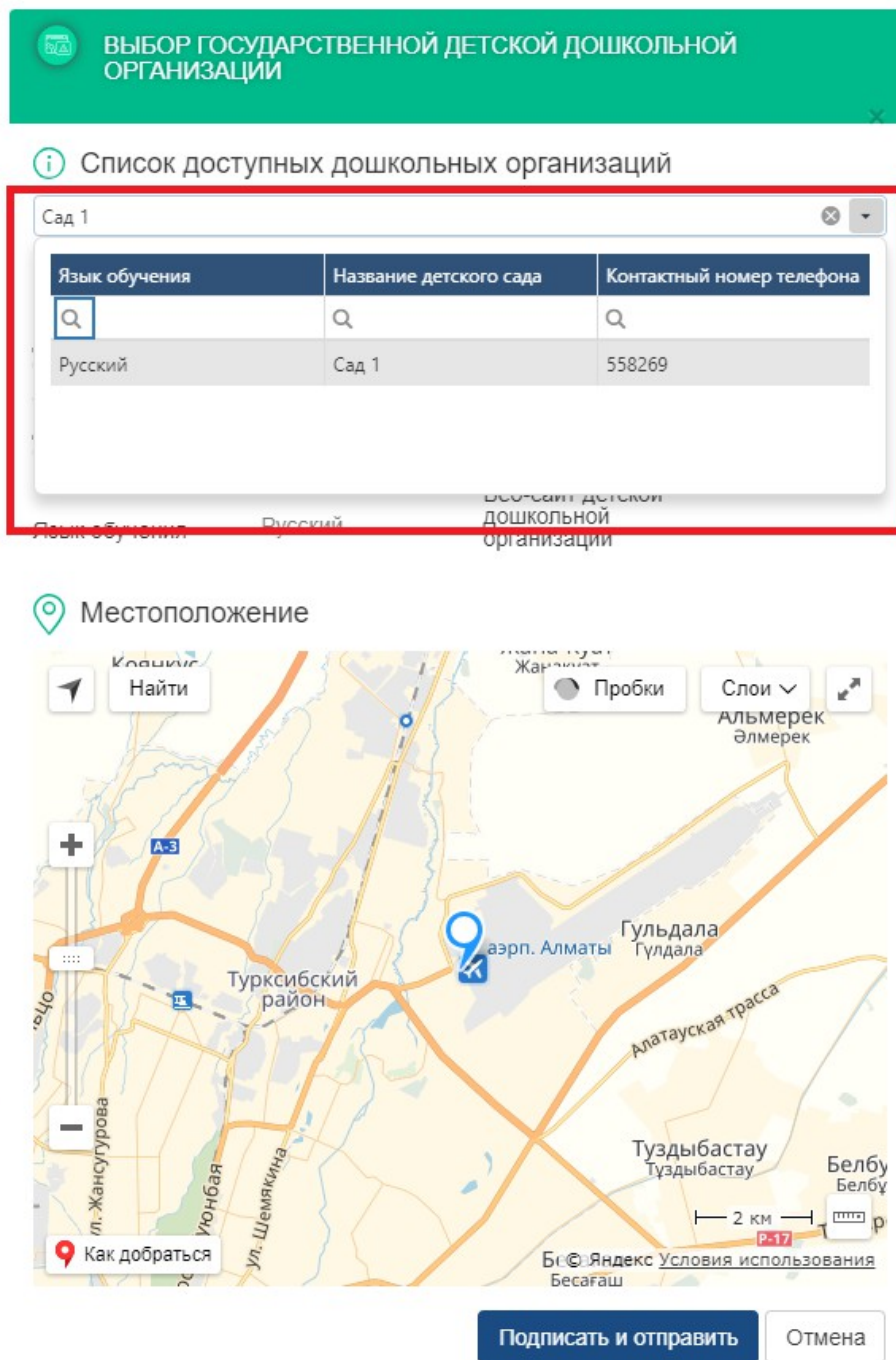 ВЫБОР ГОСУДАРСТВЕННОЙ ДЕТСКОЙ ДОШКОЛЬНОЙ
ОРГАНИЗАЦИИ
Список доступных дошкольных организаций
Сад 1
Язык обучения Название детского сада Контактный номер телефона
Русский Сад 1 558269
Веб-сайт детской
Язык обучения Русский дошкольной
организации
Местоположение
Коянкус
Жанакуат
Найти Пробки Слои
Альмерек
Әлмерек
А-3
Гульдала
Гүлдала
аэрп. Алматы
Турксибский
район
Алатауская трасса
ул. Жансугурова
ул. Шемякина
Туздыбастау
Тұздыбастау
2 км
Р-17
Как добраться
© Яндекс Условия использования
Бесағаш
Подписать и отправить Отмена